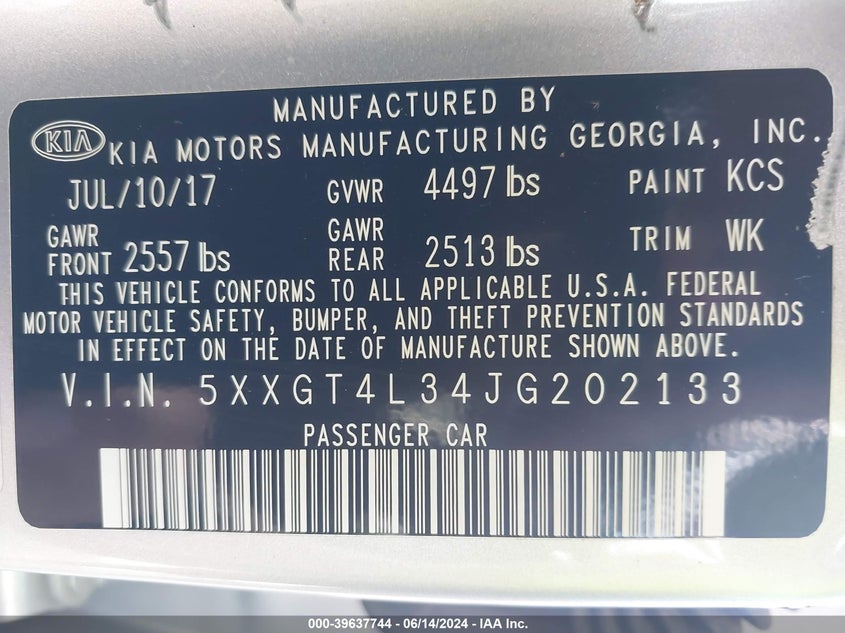 MANUFACTURED BY
KIA KIA MOTORS MANUFACTURING GEORGIA, INC.
JUL/10/17 GVWR 4497 lbs PAINT KCS
GAWR FRONT 2557 lbs GAWR REAR 2513 lbs TRIM WK
THIS VEHICLE CONFORMS TO ALL APPLICABLE U.S.A. FEDERAL
MOTOR VEHICLE SAFETY, BUMPER, AND THEFT PREVENTION STANDARDS
IN EFFECT ON THE DATE OF MANUFACTURE SHOWN ABOVE.
V.I.N. 5XXGT4L34JG202133
PASSENGER CAR
000-39637744 - 06/14/2024 - IAA Inc.